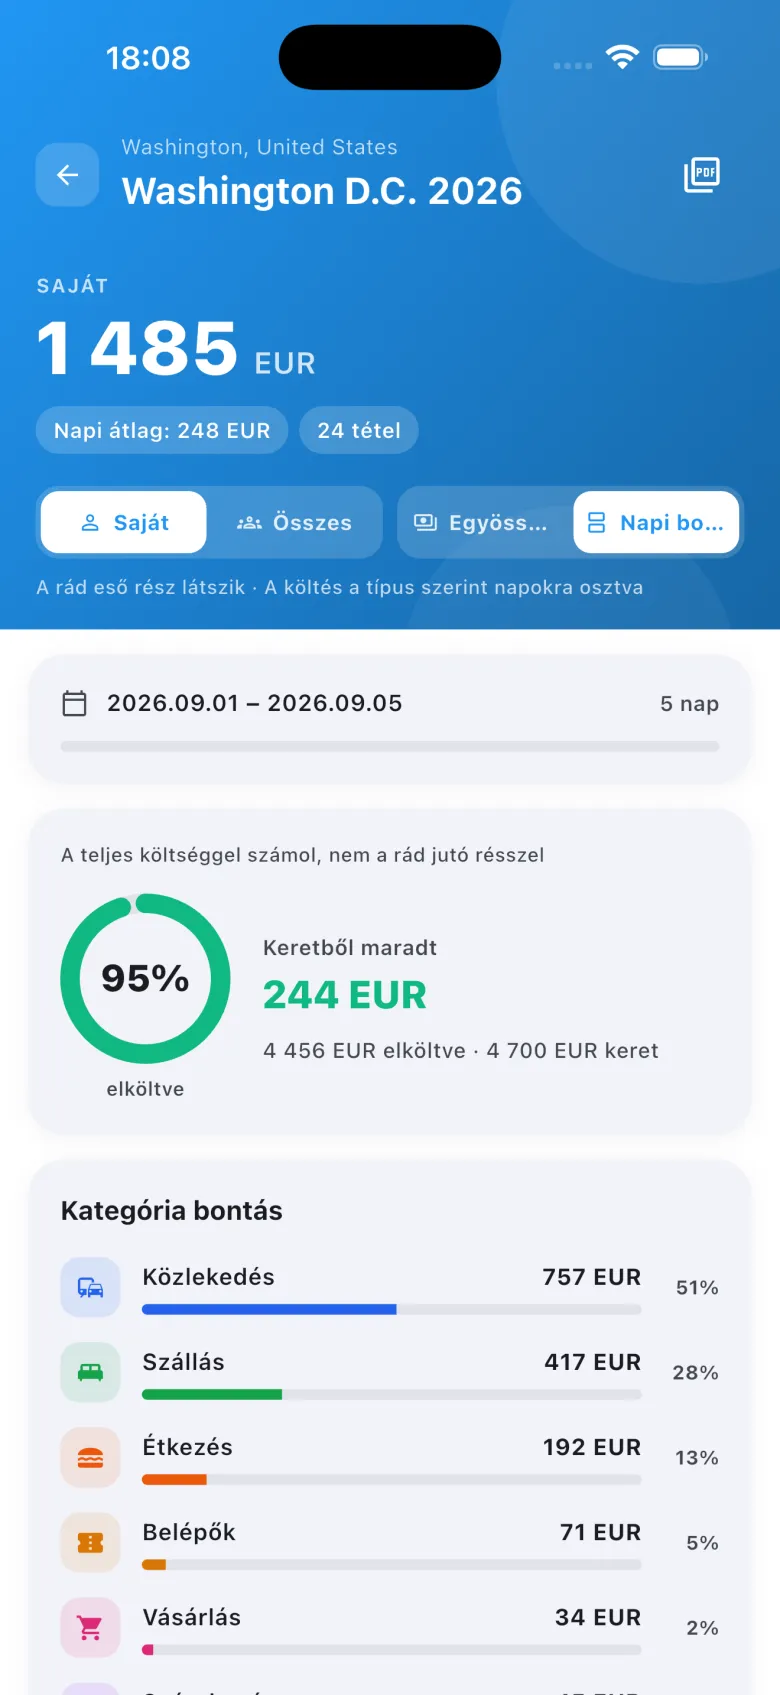 18:08
Washington, United States
Washington D.C. 2026
PDF
SAJÁT
1 485 EUR
Napi átlag: 248 EUR
24 tétel
Saját
Összes
Egyöss...
Napi bo...
A rád eső rész látszik · A költés a típus szerint napokra osztva
2026.09.01 – 2026.09.05
5 nap
A teljes költséggel számol, nem a rád jutó résszel
95%
elköltve
Keretből maradt
244 EUR
4 456 EUR elköltve · 4 700 EUR keret
Kategória bontás
Közlekedés 757 EUR 51%
Szállás 417 EUR 28%
Étkezés 192 EUR 13%
Belépők 71 EUR 5%
Vásárlás 34 EUR 2%